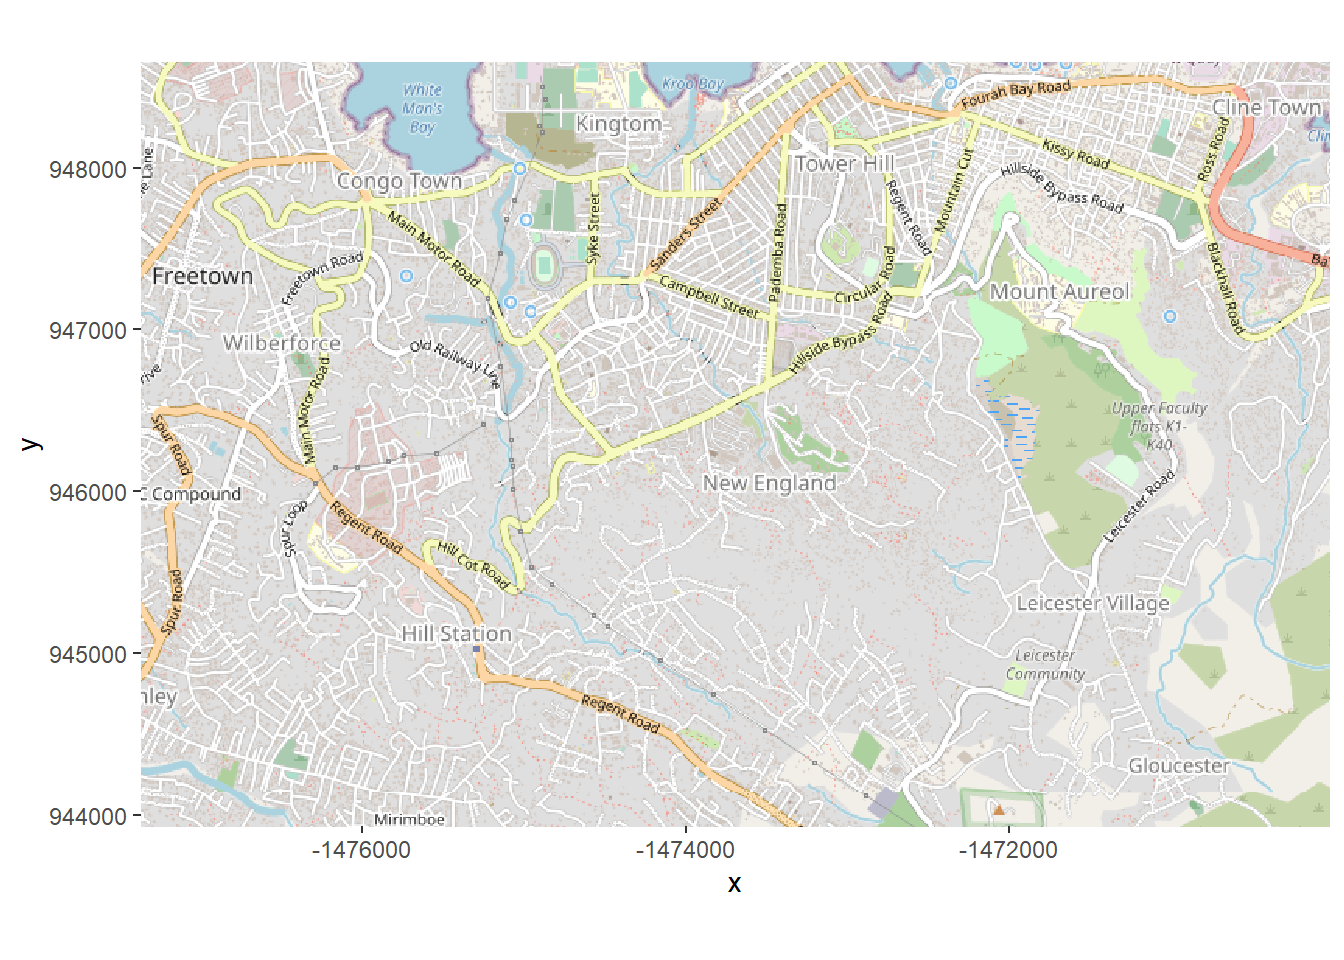 White
Man's
Bay
Kroo Bay
Kingtom
Fourah Bay Road
Cline Town
Kissy Road
Ross Road
Tower Hill
Congo Town
Hillside Bypass Road
Mountain Cut
Regent Road
948000
Main Motor Road
Syke Street
Sanders Street
Pademba Road
Freetown
Freetown Road
Campbell Street
Circular Road
Mount Aureol
Blackhall Road
947000
Wilberforce
Old Railway Line
Hillside Bypass Road
Main Motor Road
Upper Faculty
flats K1-
K40
Spur Road
y
946000
Compound
New England
Leicester Road
Spur Loop
Regent Road
Hill Cot Road
Spur Road
Leicester Village
Hill Station
945000
Leicester
Community
Regent Road
Gloucester
944000
Mirimboe
-1476000
-1474000
-1472000
x